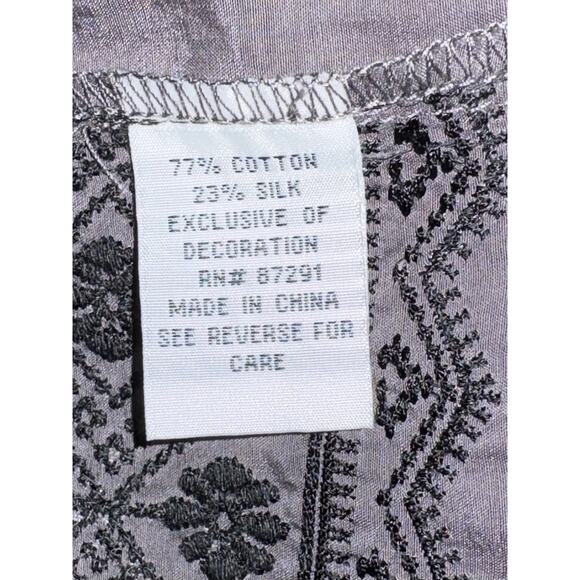 77% COTTON
23% SILK
EXCLUSIVE OF
DECORATION
RN# 87291
MADE IN CHINA
SEE REVERSE FOR
CARE